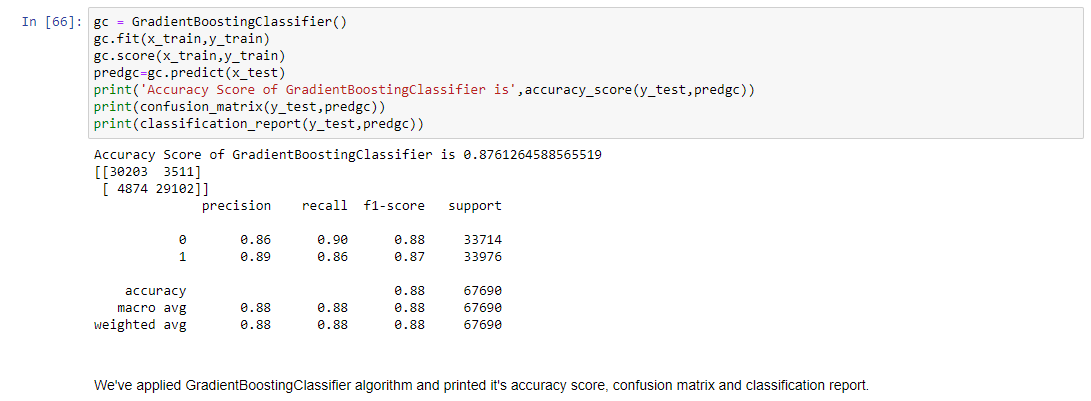 In [66]: gc = GradientBoostingClassifier()
gc.fit(x_train,y_train)
gc.score(x_train,y_train)
predgc=gc.predict(x_test)
print('Accuracy Score of GradientBoostingClassifier is',accuracy_score(y_test,predgc))
print(confusion_matrix(y_test,predgc))
print(classification_report(y_test,predgc))
Accuracy Score of GradientBoostingClassifier is 0.8761264588565519
[[30203  3511]
 [ 4874 29102]]
              precision    recall  f1-score   support
           0       0.86      0.90      0.88     33714
           1       0.89      0.86      0.87     33976
    accuracy                           0.88     67690
   macro avg       0.88      0.88      0.88     67690
weighted avg       0.88      0.88      0.88     67690
We've applied GradientBoostingClassifier algorithm and printed it's accuracy score, confusion matrix and classification report.